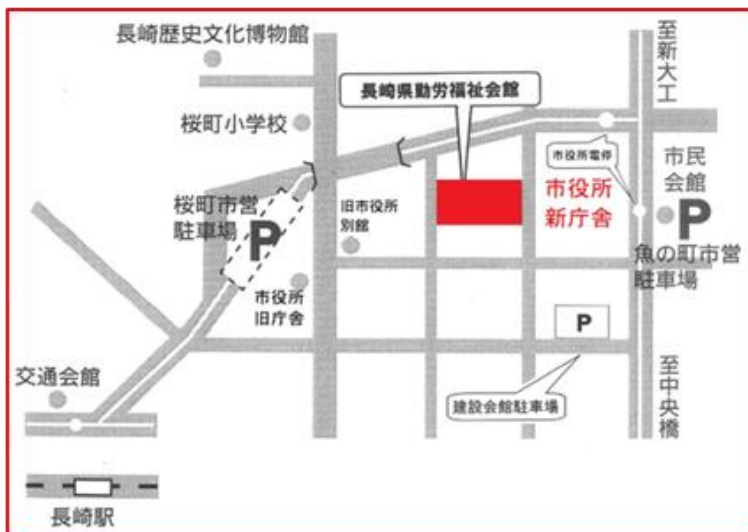 長崎歴史文化博物館
至新大工
長崎県勤労福祉会館
桜町小学校
市役所電停
市民
会館
P
桜町市営
駐車場
P
旧市役所
別館
市役所
新庁舎
魚の町市営
駐車場
市役所
旧庁舎
P
交通会館
建設会館駐車場
至中央橋
長崎駅